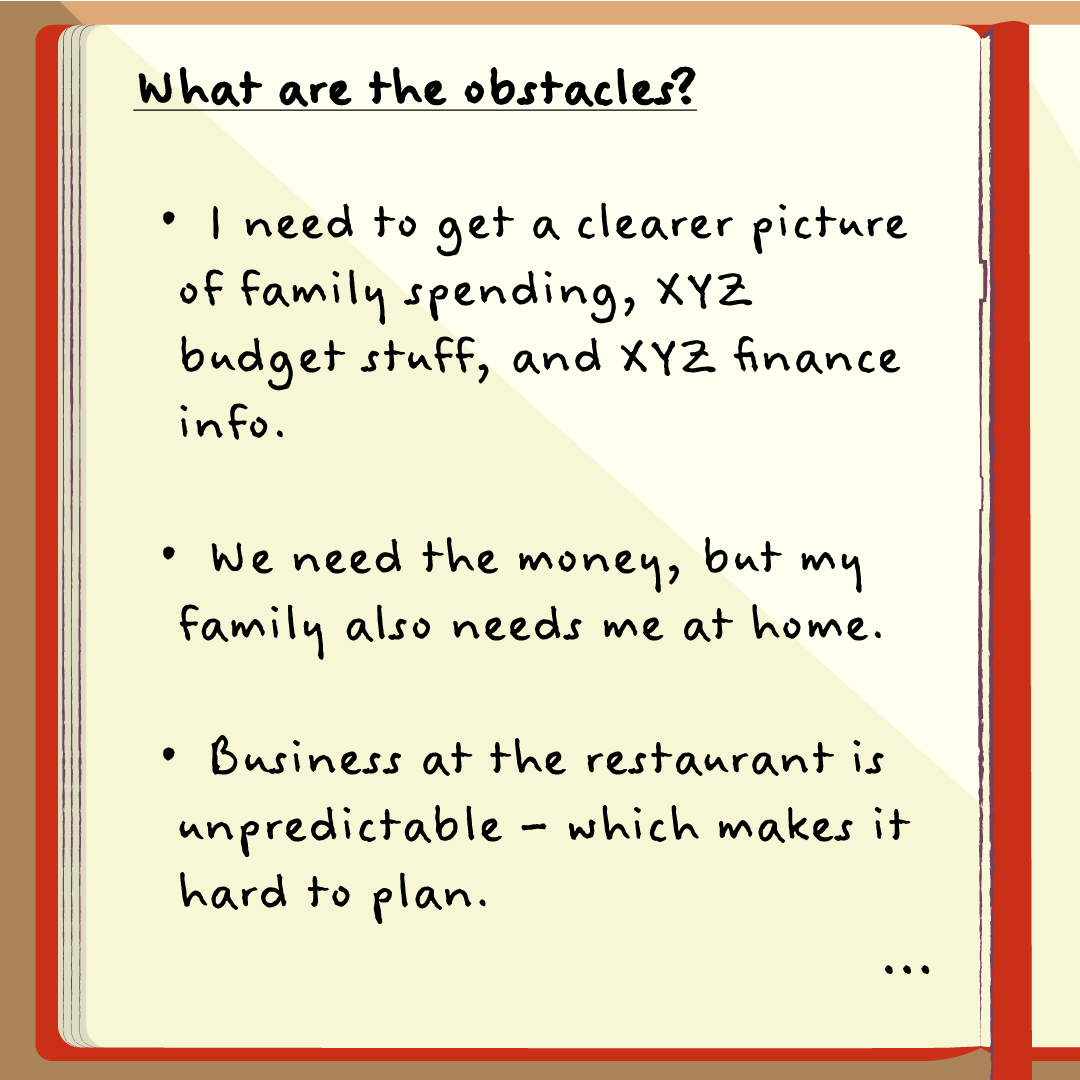 What are the obstacles?
• I need to get a clearer picture
of family spending, XYZ
budget stuff, and XYZ finance
info.
• We need the money, but my
family also needs me at home.
• Business at the restaurant is
unpredictable – which makes it
hard to plan.
...